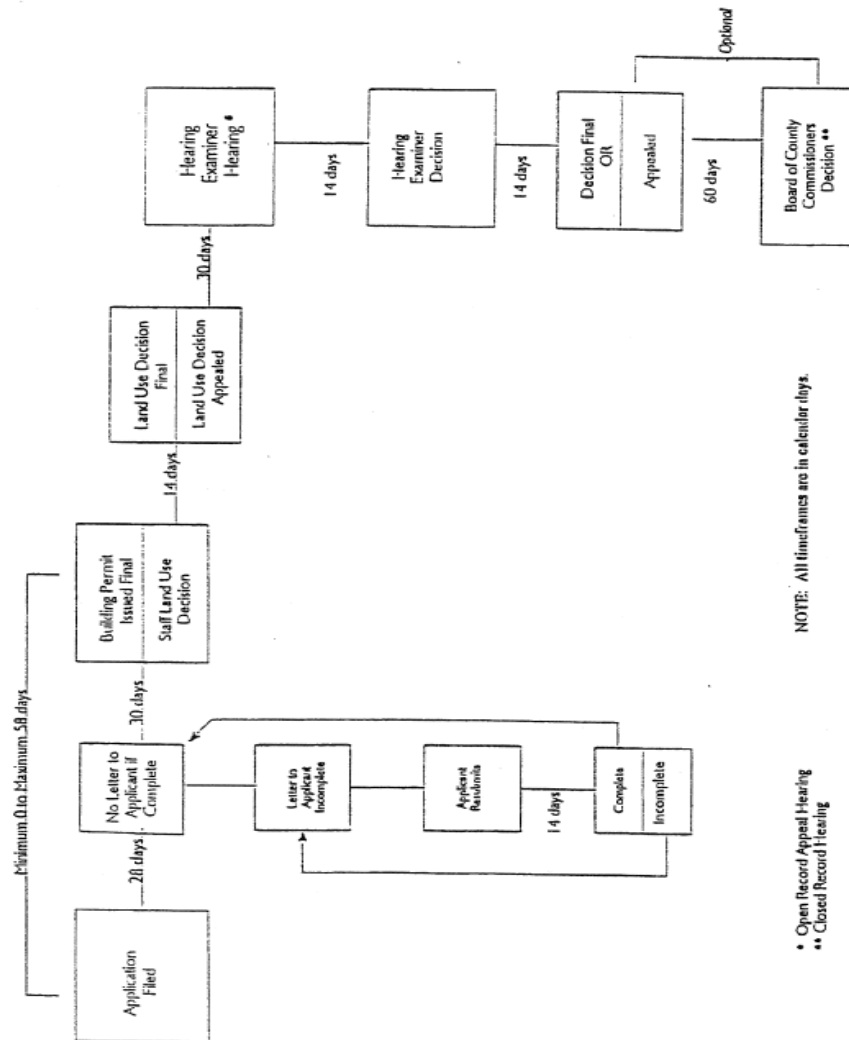 Minimum 0 to Maximum 58 days
Application
Filed
28 days
No Letter to
Applicant if
Complete
30 days
Building Permit
Issued Final
Staff Land Use
Decision
14 days
Land Use Decision
Final
Land Use Decision
Appealed
30 days
Hearing
Examiner
Hearing *
14 days
Hearing
Examiner
Decision
14 days
Decision Final
OR
Appealed
60 days
Board of County
Commissioners
Decision **
Optional
Letter to
Applicant
Incomplete
Applicant
Resubmits
14 days
Complete
Incomplete
* Open Record Appeal Hearing
** Closed Record Hearing
NOTE: All timeframes are in calendar days.